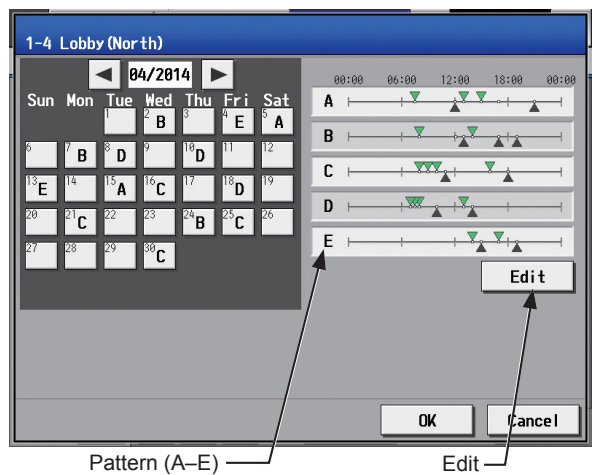 1-4 Lobby(North)
04/2014
00:00 06:00 12:00 18:00 00:00
Sun Mon Tue Wed Thu Fri Sat
1 2 B 3 4 E 5 A
6 7 B 8 D 9 10 D 11 12
13 E 14 15 A 16 C 17 18 D 19
20 21 C 22 23 24 B 25 C 26
27 28 29 30 C
A
B
C
D
E
Edit
OK Cancel
Pattern (A–E) Edit